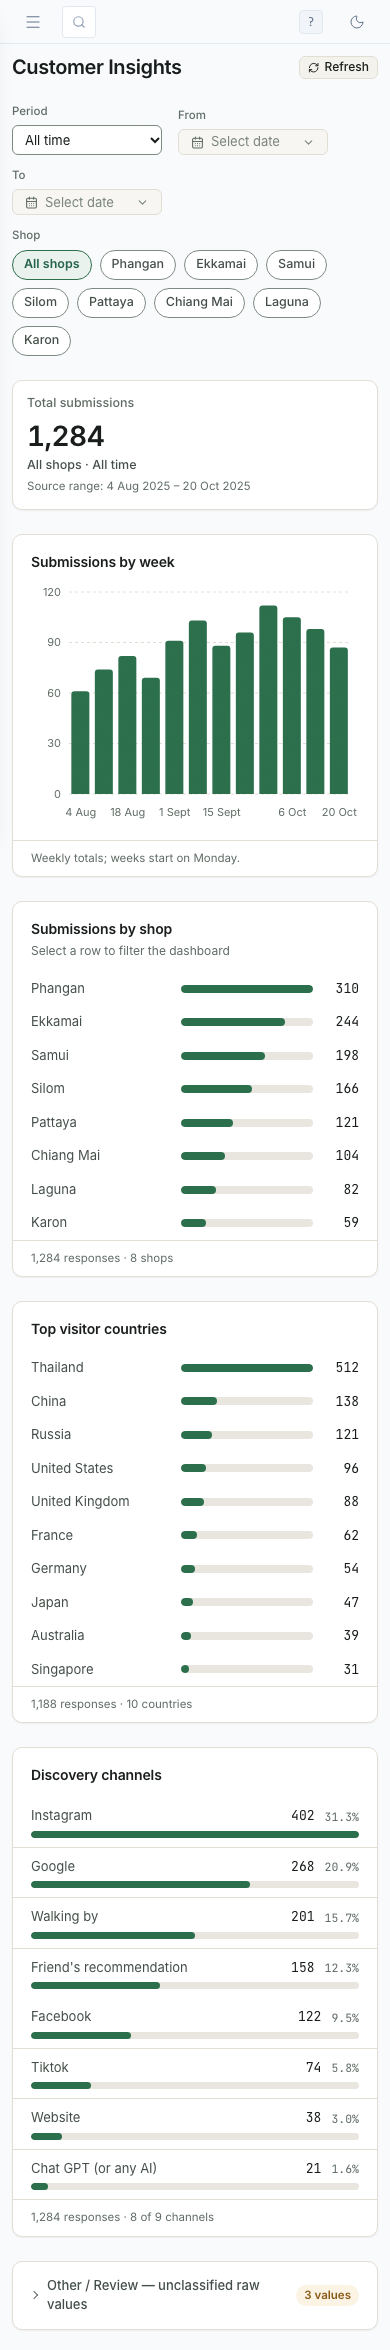 ?
Customer Insights
Refresh
Period
From
All time
Select date
To
Select date
Shop
All shops
Phangan
Ekkamai
Samui
Silom
Pattaya
Chiang Mai
Laguna
Karon
Total submissions
1,284
All shops · All time
Source range: 4 Aug 2025 – 20 Oct 2025
Submissions by week
120
90
60
30
0
4 Aug 18 Aug 1 Sept 15 Sept 6 Oct 20 Oct
Weekly totals; weeks start on Monday.
Submissions by shop
Select a row to filter the dashboard
Phangan 310
Ekkamai 244
Samui 198
Silom 166
Pattaya 121
Chiang Mai 104
Laguna 82
Karon 59
1,284 responses · 8 shops
Top visitor countries
Thailand 512
China 138
Russia 121
United States 96
United Kingdom 88
France 62
Germany 54
Japan 47
Australia 39
Singapore 31
1,188 responses · 10 countries
Discovery channels
Instagram 402 31.3%
Google 268 20.9%
Walking by 201 15.7%
Friend's recommendation 158 12.3%
Facebook 122 9.5%
Tiktok 74 5.8%
Website 38 3.0%
Chat GPT (or any AI) 21 1.6%
1,284 responses · 8 of 9 channels
Other / Review — unclassified raw
values
3 values